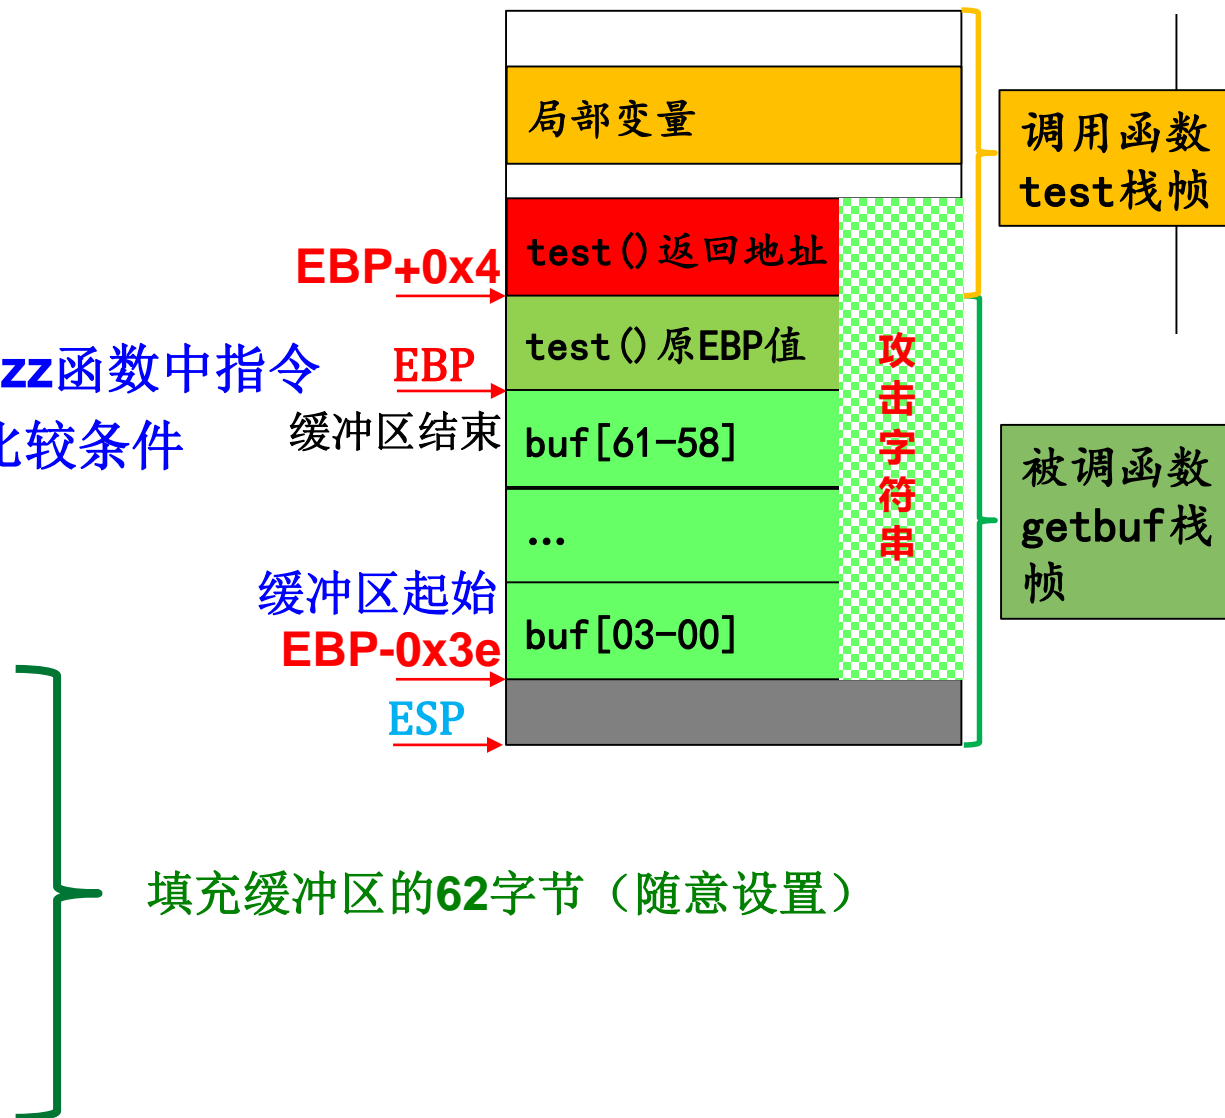 局部变量
调用函数
test栈帧
test()返回地址
EBP+0x4
test()原EBP值
EBP
zz函数中指令
比较条件
缓冲区结束
buf[61-58]
攻击字符串
被调函数
getbuf栈
帧
...
缓冲区起始
EBP-0x3e
buf[03-00]
ESP
填充缓冲区的62字节（随意设置）